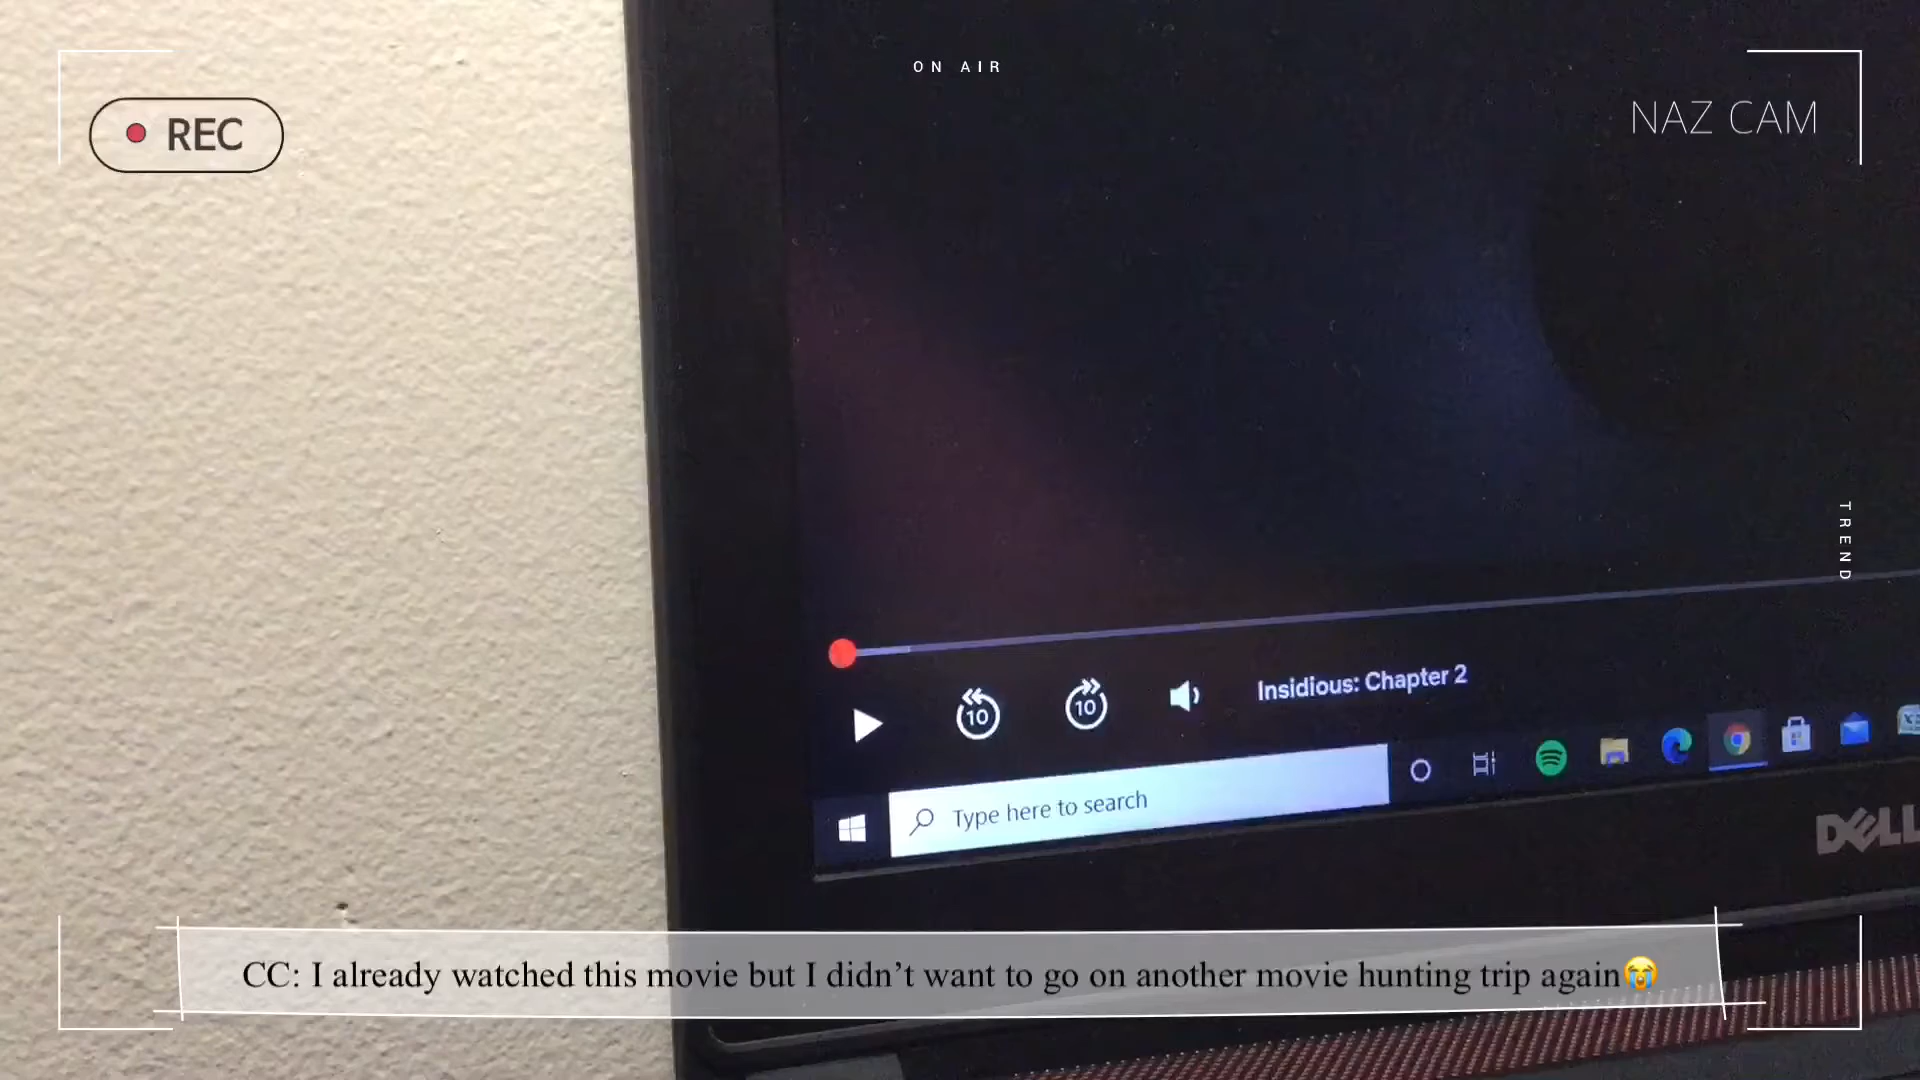 ON AIR
REC
NAZ CAM
TREND
10
10
Insidious: Chapter 2
Type here to search
DELL
CC: I already watched this movie but I didn’t want to go on another movie hunting trip again😭